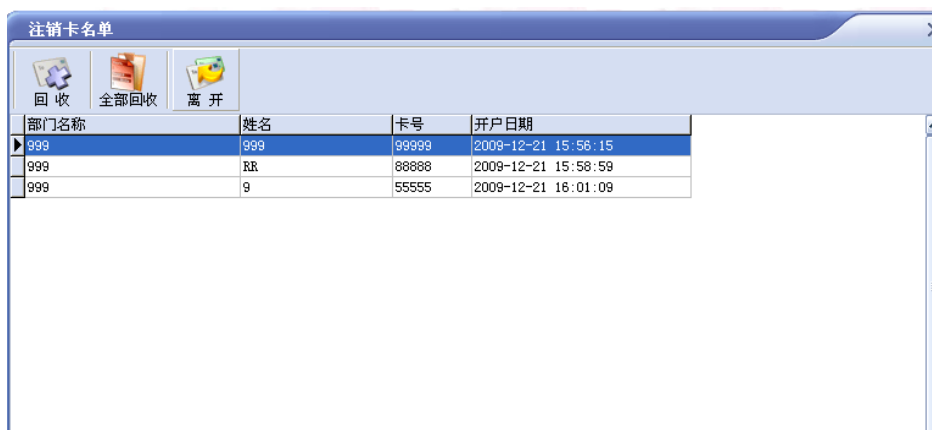 注销卡名单
回 收 全部回收 离 开
部门名称 姓名 卡号 开户日期
999 999 99999 2009-12-21 15:56:15
999 RR 88888 2009-12-21 15:58:59
999 9 55555 2009-12-21 16:01:09